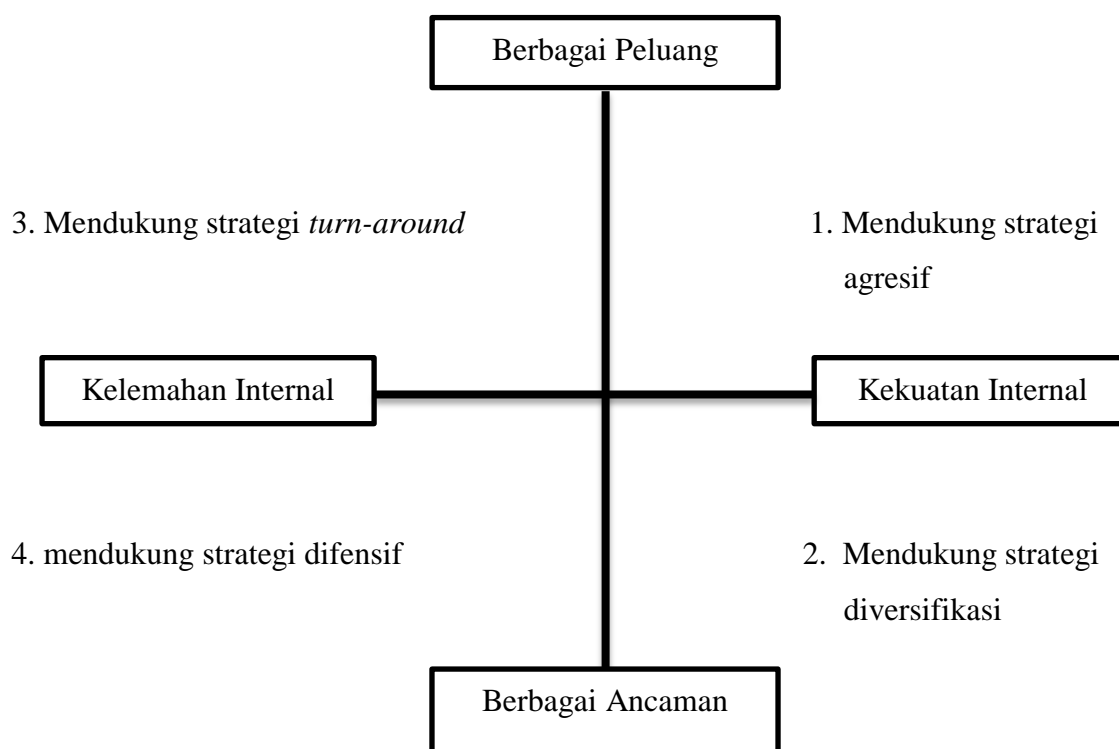 Berbagai Peluang
3. Mendukung strategi turn-around
1. Mendukung strategi
agresif
Kelemahan Internal
Kekuatan Internal
4. mendukung strategi difensif
2. Mendukung strategi
diversifikasi
Berbagai Ancaman